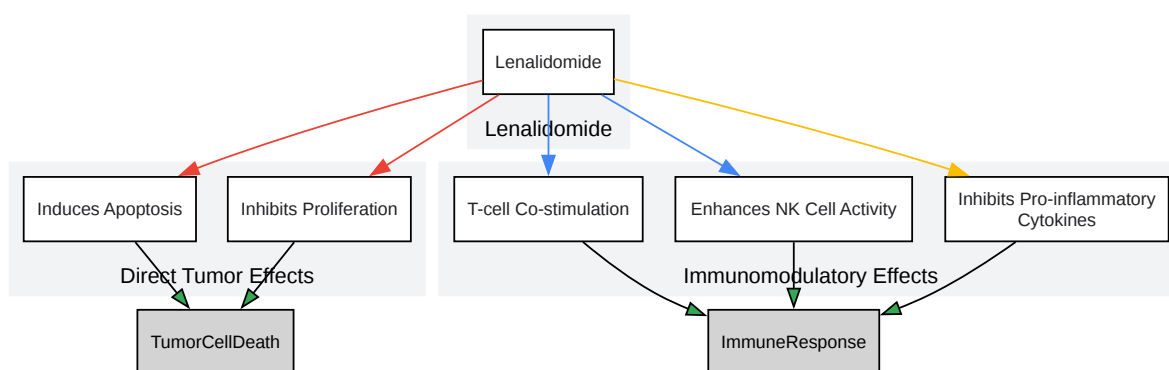 Lenalidomide
Lenalidomide
Induces Apoptosis
Inhibits Proliferation
T-cell Co-stimulation
Enhances NK Cell Activity
Inhibits Pro-inflammatory
Cytokines
Direct Tumor Effects
Immunomodulatory Effects
TumorCellDeath
ImmuneResponse